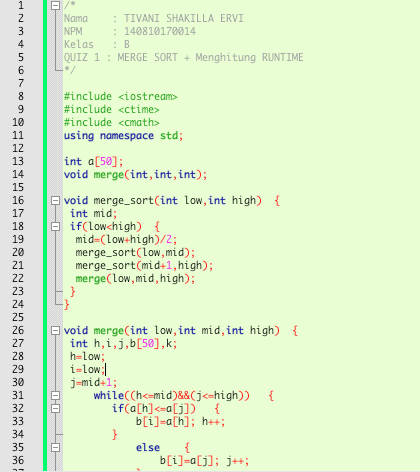 1 /*
2 Nama : TIVANI SHAKILLA ERVI
3 NPM : 140810170014
4 Kelas : B
5 QUIZ 1 : MERGE SORT + Menghitung RUNTIME
6 */
7
8 #include <iostream>
9 #include <ctime>
10 #include <cmath>
11 using namespace std;
12
13 int a[50];
14 void merge(int,int,int);
15
16 void merge_sort(int low,int high) {
17 int mid;
18 if(low<high) {
19 mid=(low+high)/2;
20 merge_sort(low,mid);
21 merge_sort(mid+1,high);
22 merge(low,mid,high);
23 }
24 }
25
26 void merge(int low,int mid,int high) {
27 int h,i,j,b[50],k;
28 h=low;
29 i=low;
30 j=mid+1;
31 while((h<=mid)&&(j<=high)) {
32 if(a[h]<=a[j]) {
33 b[i]=a[h]; h++;
34 }
35 else {
36 b[i]=a[j]; j++;